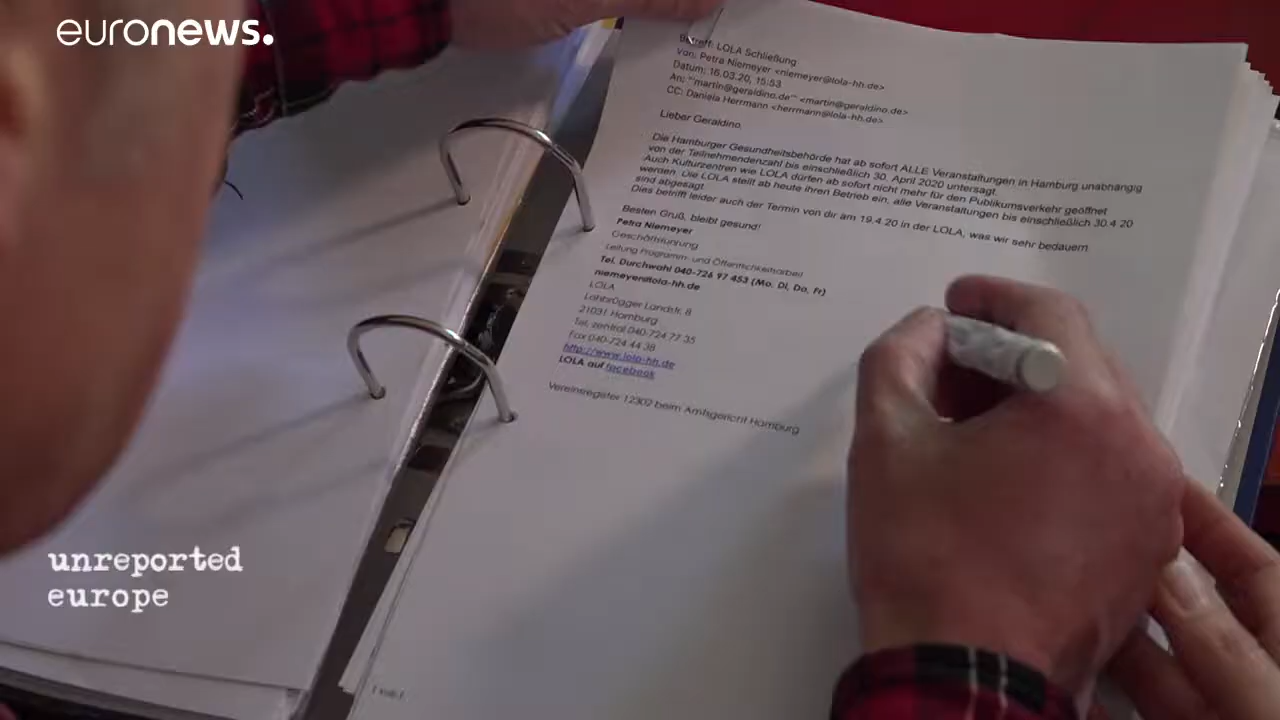 euronews.
Betreff: LOLA Schließung
Von: Petra Niemeyer <niemeyer@lola-hh.de>
Datum: 16.03.20, 15:53
An: "'martin@geraldino.de'" <martin@geraldino.de>
CC: Daniela Herrmann <herrmann@lola-hh.de>
Lieber Geraldino,
Die Hamburger Gesundheitsbehörde hat ab sofort ALLE Veranstaltungen in Hamburg unabhängig
von der Teilnehmendenzahl bis einschließlich 30. April 2020 untersagt.
Auch Kulturzentren wie LOLA dürfen ab sofort nicht mehr für den Publikumsverkehr geöffnet
werden. Die LOLA stellt ab heute ihren Betrieb ein, alle Veranstaltungen bis einschließlich 30.4.20
sind abgesagt.
Dies betrifft leider auch der Termin von dir am 19.4.20 in der LOLA, was wir sehr bedauern.
Besten Gruß, bleibt gesund!
Petra Niemeyer
Geschäftsführung
Leitung Programm- und Öffentlichkeitsarbeit
Tel. Durchwahl 040-726 97 453 (Mo, Di, Do, Fr)
niemeyer@lola-hh.de
LOLA
Lohbrügger Landstr. 8
21031 Hamburg
Tel. zentral 040-724 77 35
Fax 040-724 44 38
http://www.lola-hh.de
LOLA auf facebook
Vereinsregister 12302 beim Amtsgericht Hamburg
unreported
europe
1 von 1